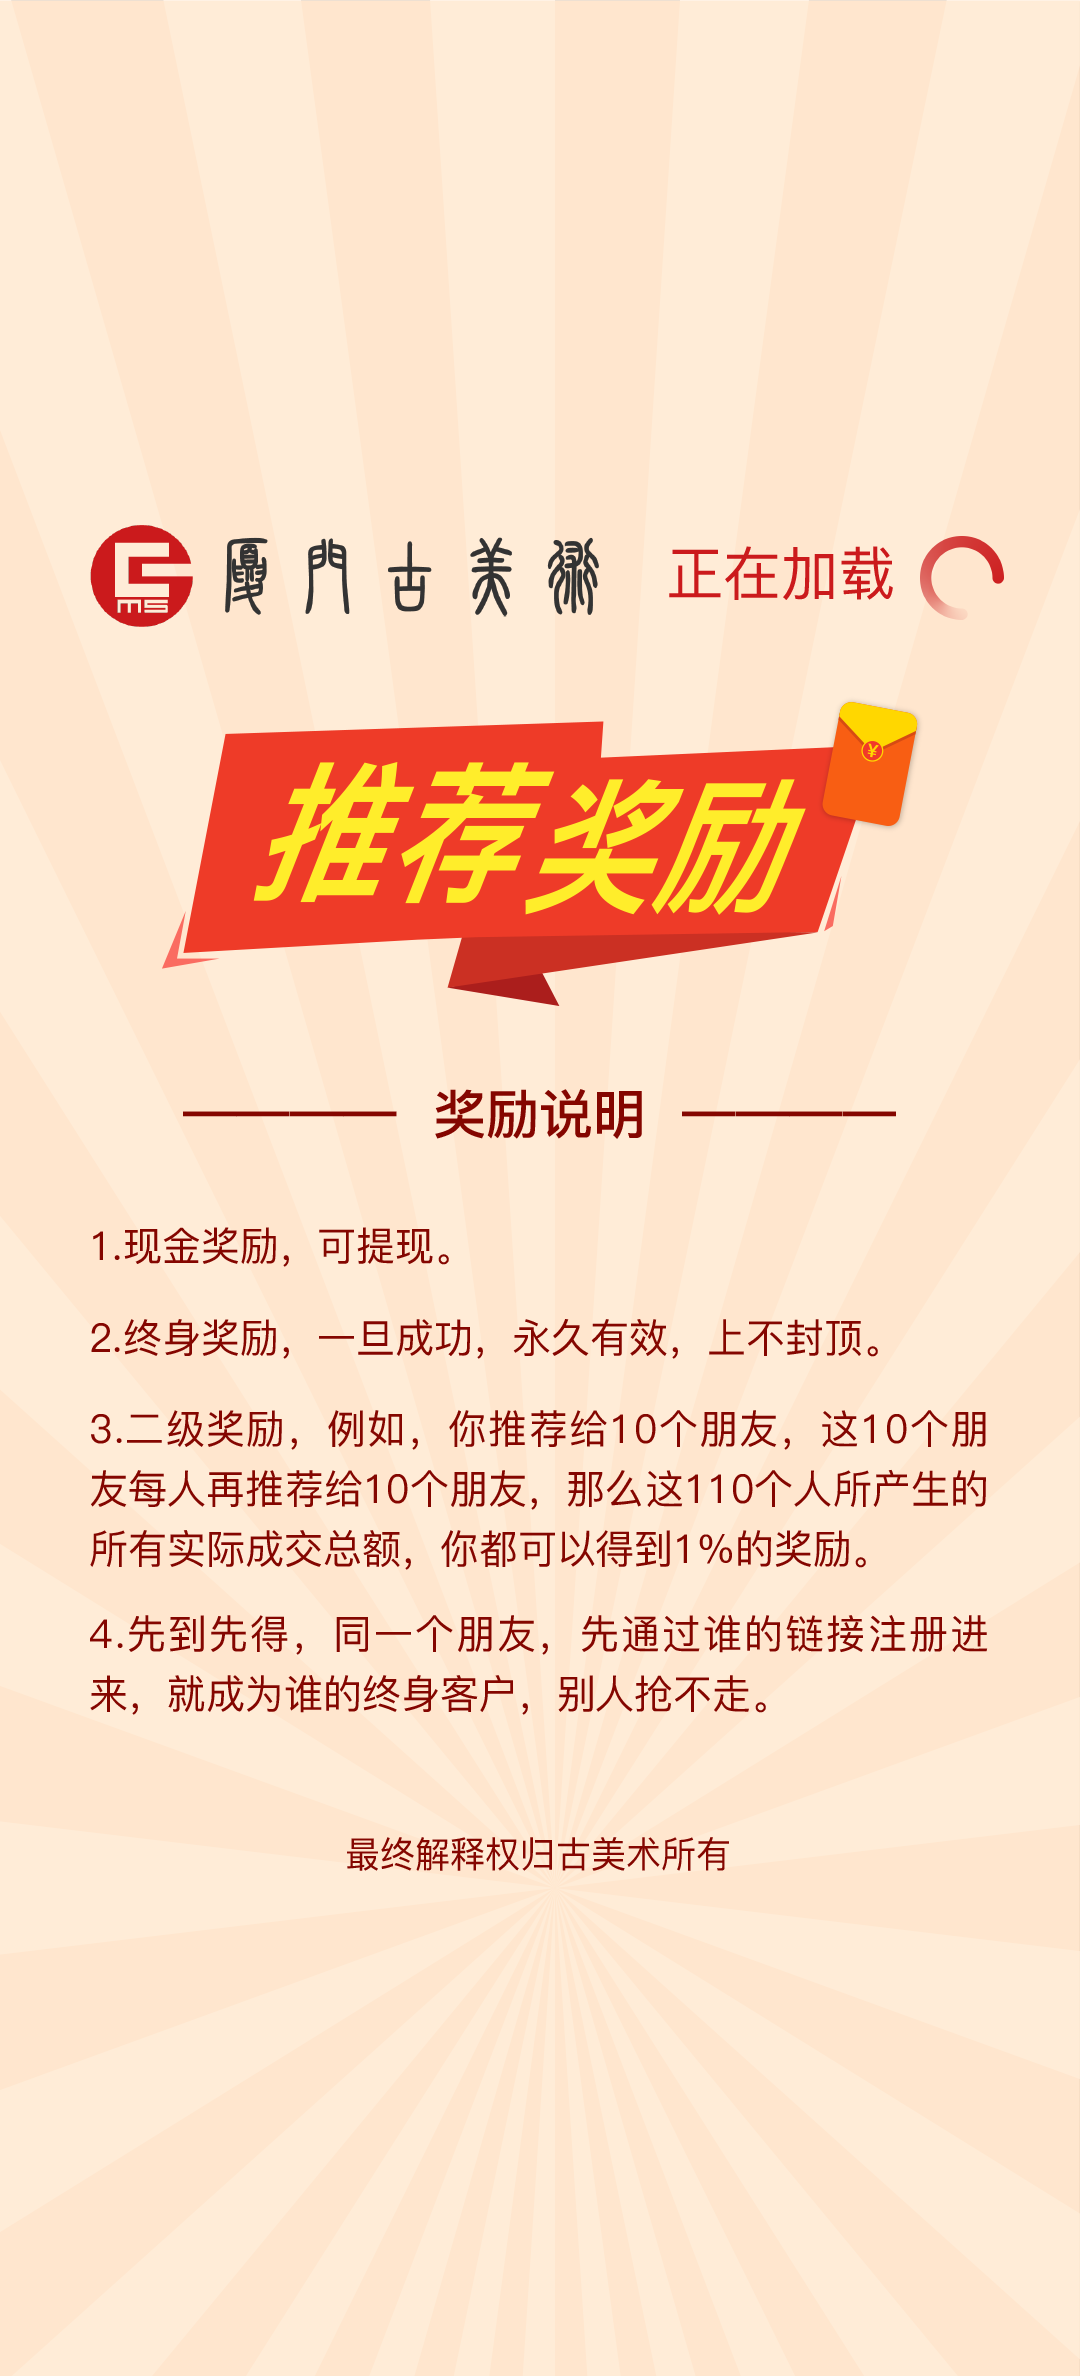 GMS 廈門古美術 正在加载
推荐奖励
奖励说明
1.现金奖励，可提现。
2.终身奖励，一旦成功，永久有效，上不封顶。
3.二级奖励，例如，你推荐给10个朋友，这10个朋
友每人再推荐给10个朋友，那么这110个人所产生的
所有实际成交总额，你都可以得到1%的奖励。
4.先到先得，同一个朋友，先通过谁的链接注册进
来，就成为谁的终身客户，别人抢不走。
最终解释权归古美术所有